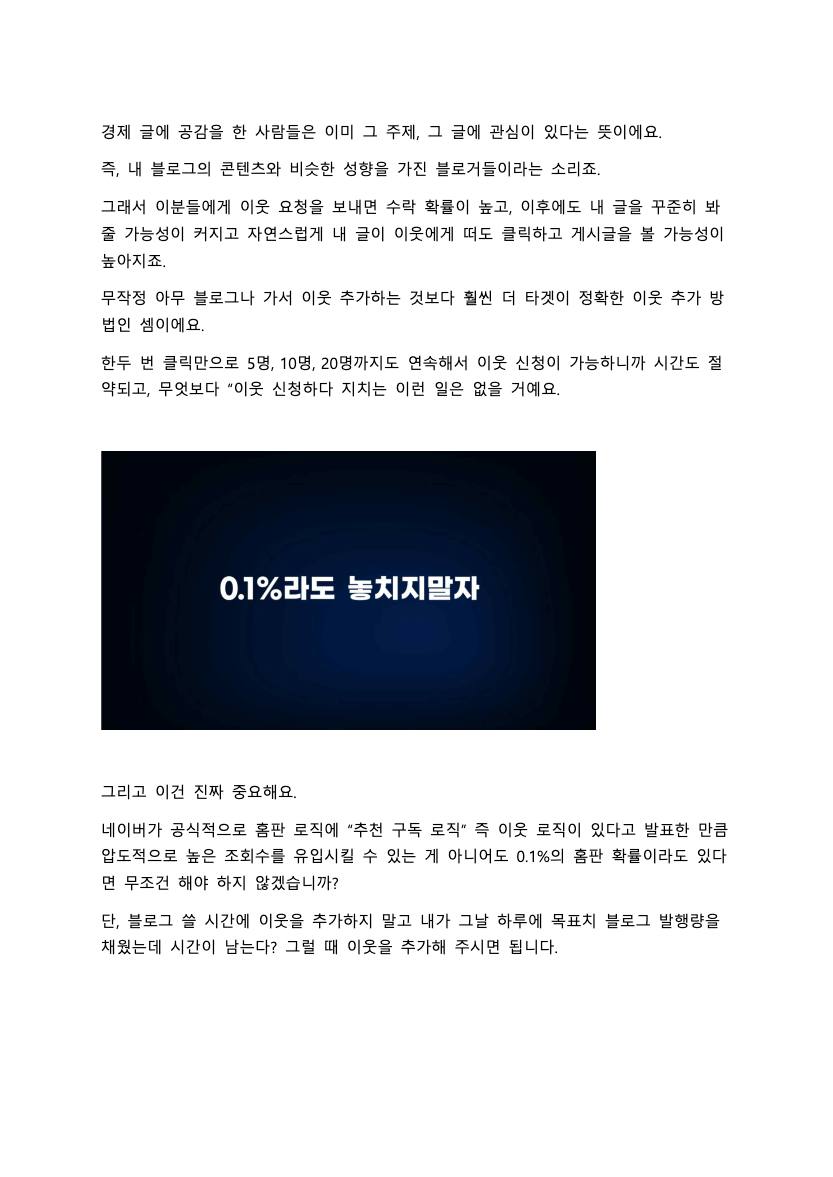 경제 글에 공감을 한 사람들은 이미 그 주제, 그 글에 관심이 있다는 뜻이에요.
즉, 내 블로그의 콘텐츠와 비슷한 성향을 가진 블로거들이라는 소리죠.
그래서 이분들에게 이웃 요청을 보내면 수락 확률이 높고, 이후에도 내 글을 꾸준히 봐
줄 가능성이 커지고 자연스럽게 내 글이 이웃에게 떠도 클릭하고 게시글을 볼 가능성이
높아지죠.
무작정 아무 블로그나 가서 이웃 추가하는 것보다 훨씬 더 타겟이 정확한 이웃 추가 방
법인 셈이에요.
한두 번 클릭만으로 5명, 10명, 20명까지도 연속해서 이웃 신청이 가능하니까 시간도 절
약되고, 무엇보다 “이웃 신청하다 지치는 이런 일은 없을 거예요.
0.1%라도 놓치지말자
그리고 이건 진짜 중요해요.
네이버가 공식적으로 홈판 로직에 “추천 구독 로직” 즉 이웃 로직이 있다고 발표한 만큼
압도적으로 높은 조회수를 유입시킬 수 있는 게 아니어도 0.1%의 홈판 확률이라도 있다
면 무조건 해야 하지 않겠습니까?
단, 블로그 쓸 시간에 이웃을 추가하지 말고 내가 그날 하루에 목표치 블로그 발행량을
채웠는데 시간이 남는다? 그럴 때 이웃을 추가해 주시면 됩니다.